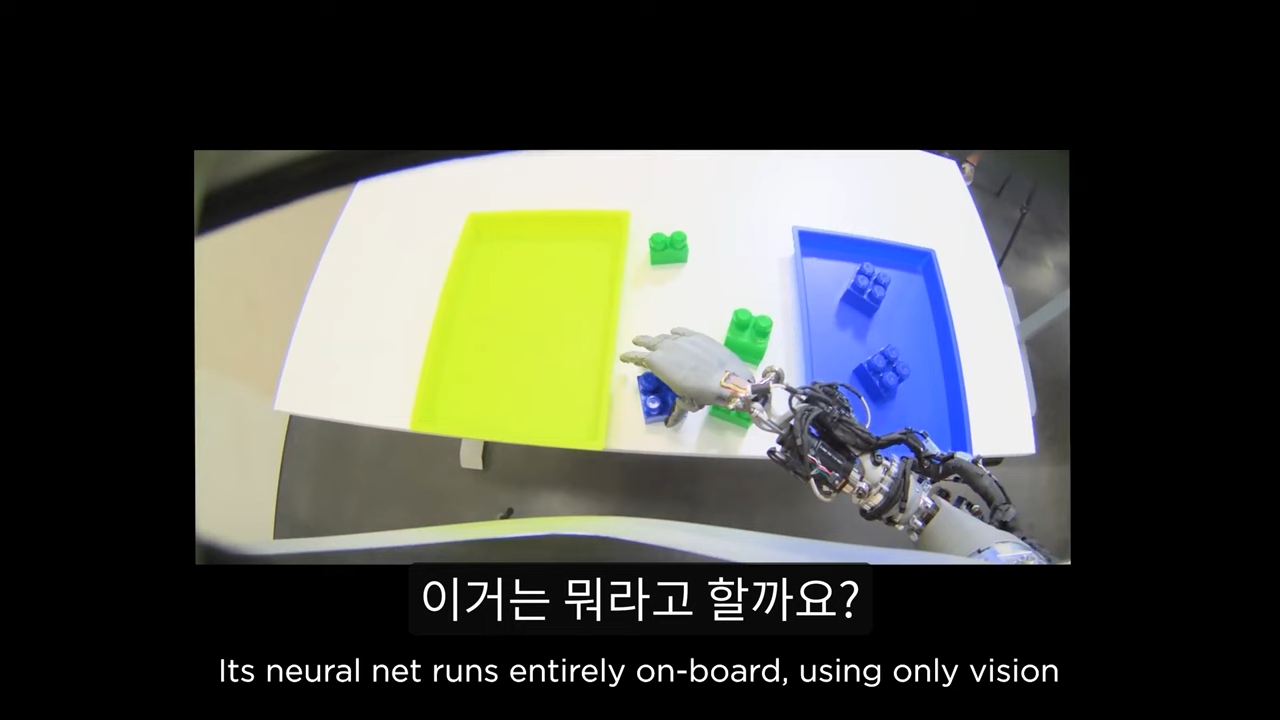 이거는 뭐라고 할까요?
Its neural net runs entirely on-board, using only vision